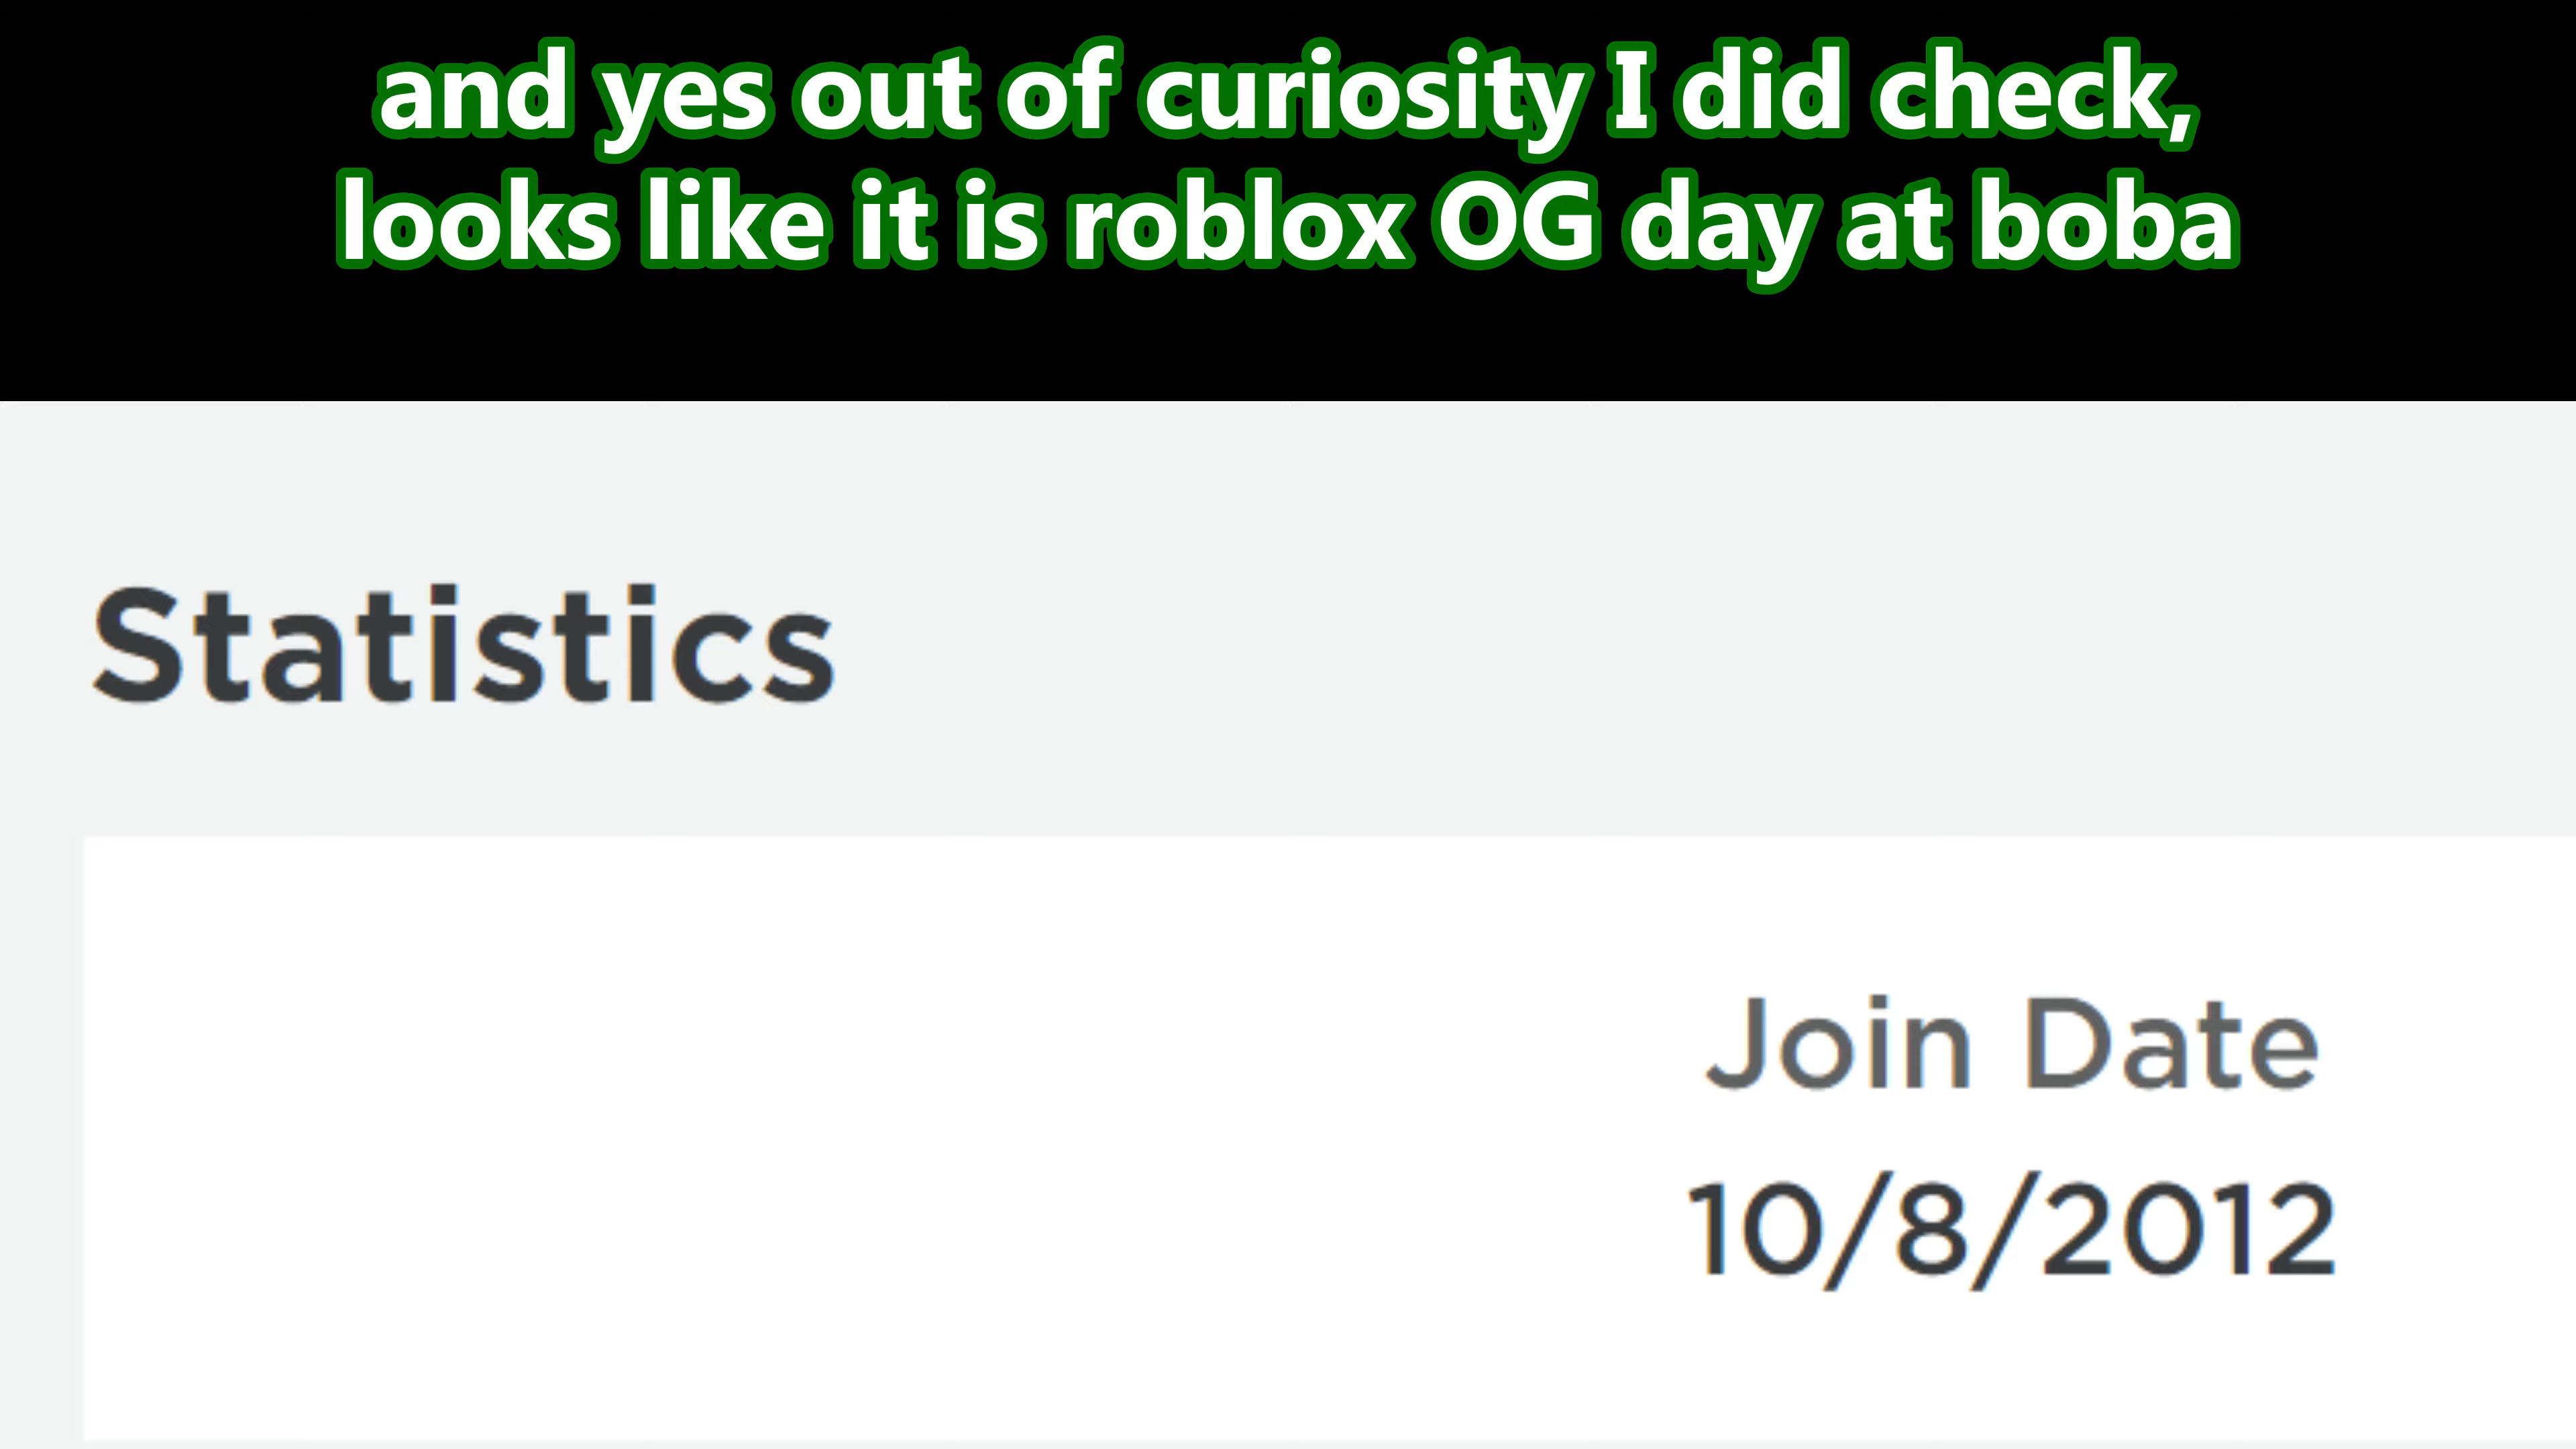 and yes out of curiosity I did check,
looks like it is roblox OG day at boba
Statistics
Join Date
10/8/2012